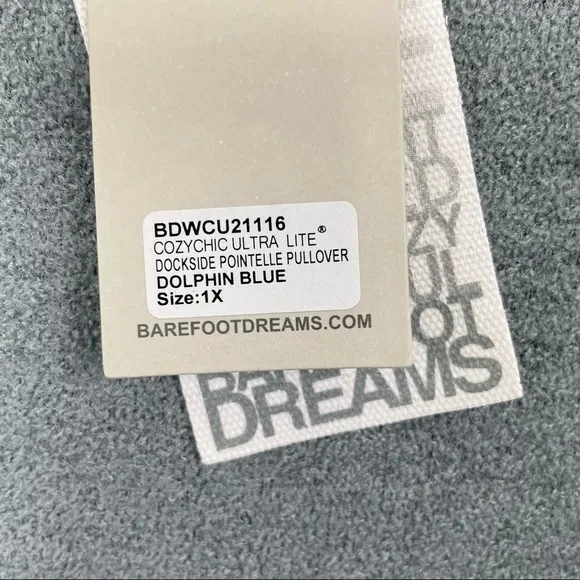 BDWCU21116
COZYCHIC ULTRA LITE®
DOCKSIDE POINTELLE PULLOVER
DOLPHIN BLUE
Size:1X
BAREFOOTDREAMS.COM
DREAMS